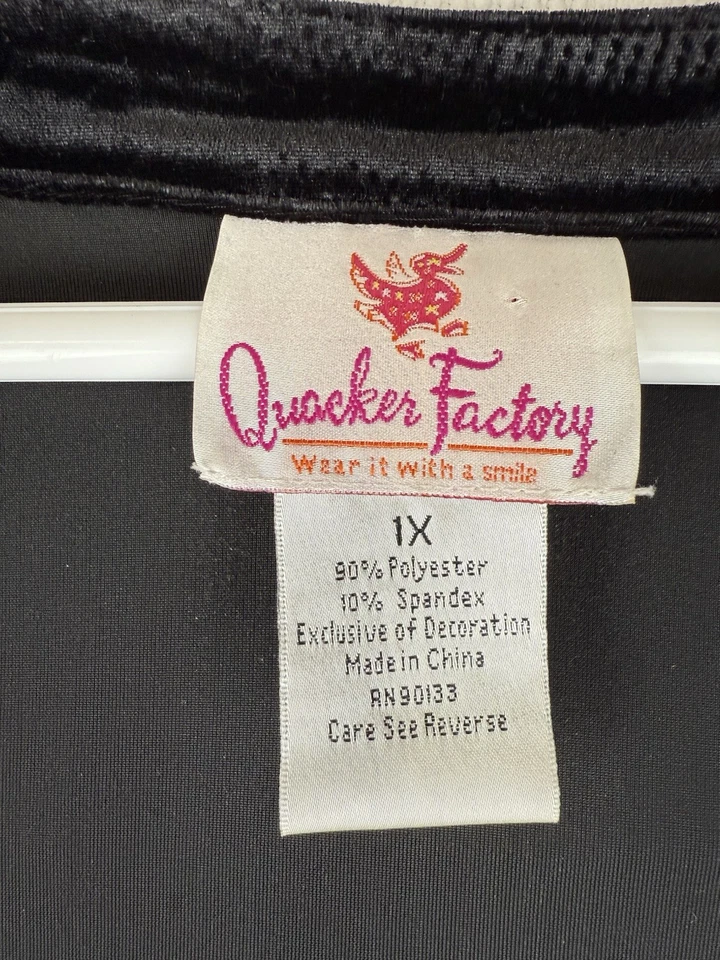 Quacker Factory
Wear it with a smile
1X
90% Polyester
10% Spandex
Exclusive of Decoration
Made in China
RN90133
Care See Reverse